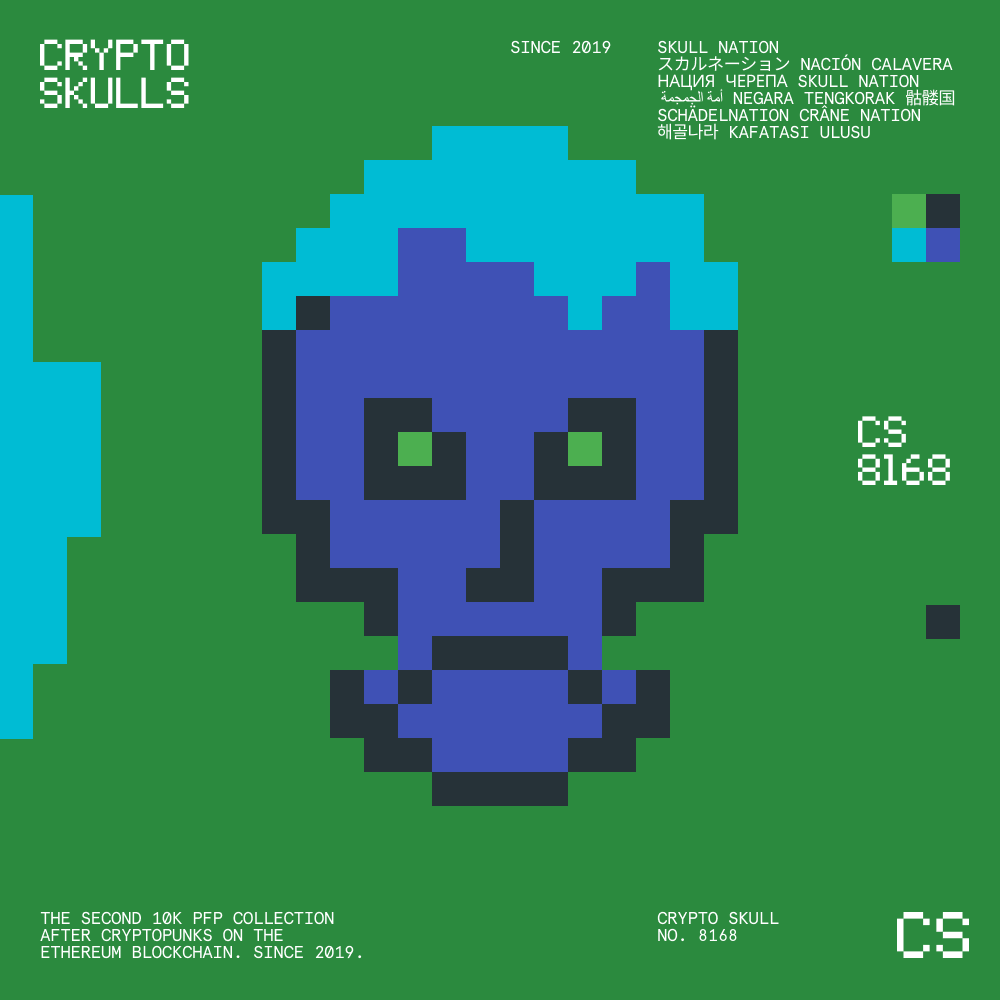 CRYPTO
SKULLS
SINCE 2019
SKULL NATION
スカルネーション NACIÓN CALAVERA
НАЦИЯ ЧЕРЕПА SKULL NATION
أمة الجمجمة NEGARA TENGKORAK 骷髅国
SCHÄDELNATION CRÂNE NATION
해골나라 KAFATASI ULUSU
CS
8168
THE SECOND 10K PFP COLLECTION
AFTER CRYPTOPUNKS ON THE
ETHEREUM BLOCKCHAIN. SINCE 2019.
CRYPTO SKULL
NO. 8168
CS